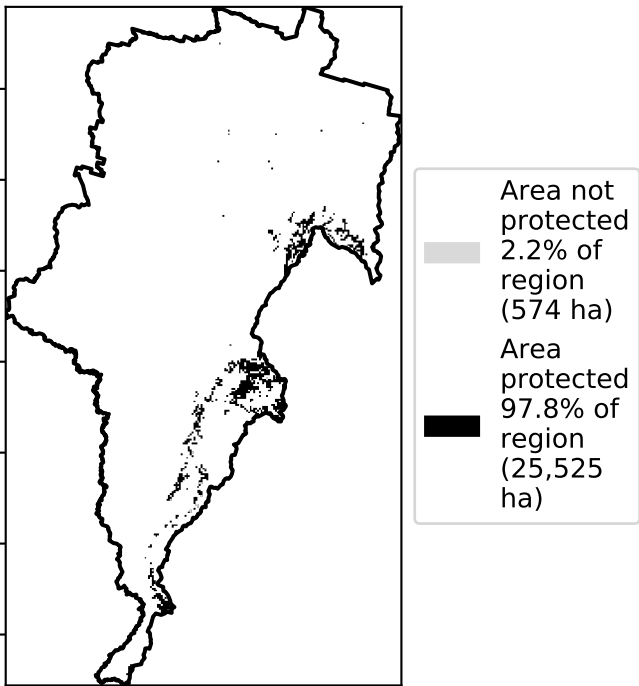 Area not
protected
2.2% of
region
(574 ha)
Area
protected
97.8% of
region
(25,525
ha)